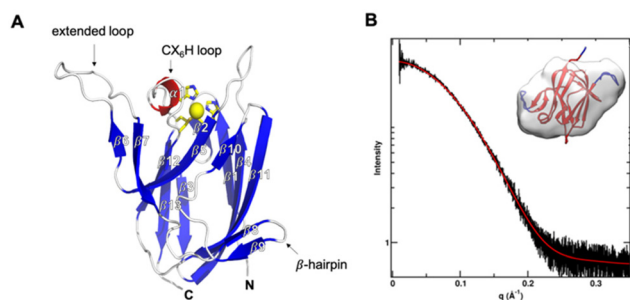 A
extended loop
CX₆H loop
α
β2
β6
β7
β5
β10
β12
β4
β1
β11
β3
β13
β8
β9
β-hairpin
C
N
B
Intensity
1
0
0.1
0.2
0.3
q (Å⁻¹)